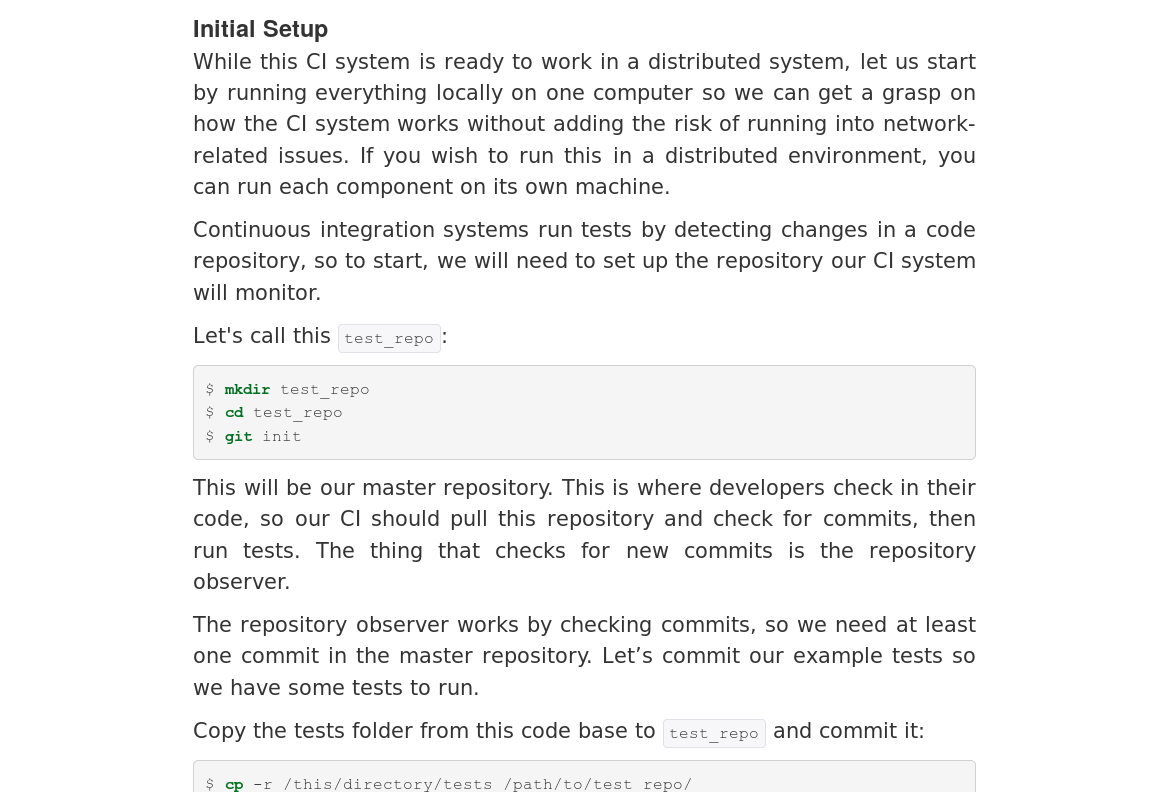 Initial Setup
While this CI system is ready to work in a distributed system, let us start
by running everything locally on one computer so we can get a grasp on
how the CI system works without adding the risk of running into network-
related issues. If you wish to run this in a distributed environment, you
can run each component on its own machine.
Continuous integration systems run tests by detecting changes in a code
repository, so to start, we will need to set up the repository our CI system
will monitor.
Let's call this test_repo:
$ mkdir test_repo
$ cd test_repo
$ git init
This will be our master repository. This is where developers check in their
code, so our CI should pull this repository and check for commits, then
run tests. The thing that checks for new commits is the repository
observer.
The repository observer works by checking commits, so we need at least
one commit in the master repository. Let’s commit our example tests so
we have some tests to run.
Copy the tests folder from this code base to test_repo and commit it:
$ cp -r /this/directory/tests /path/to/test_repo/